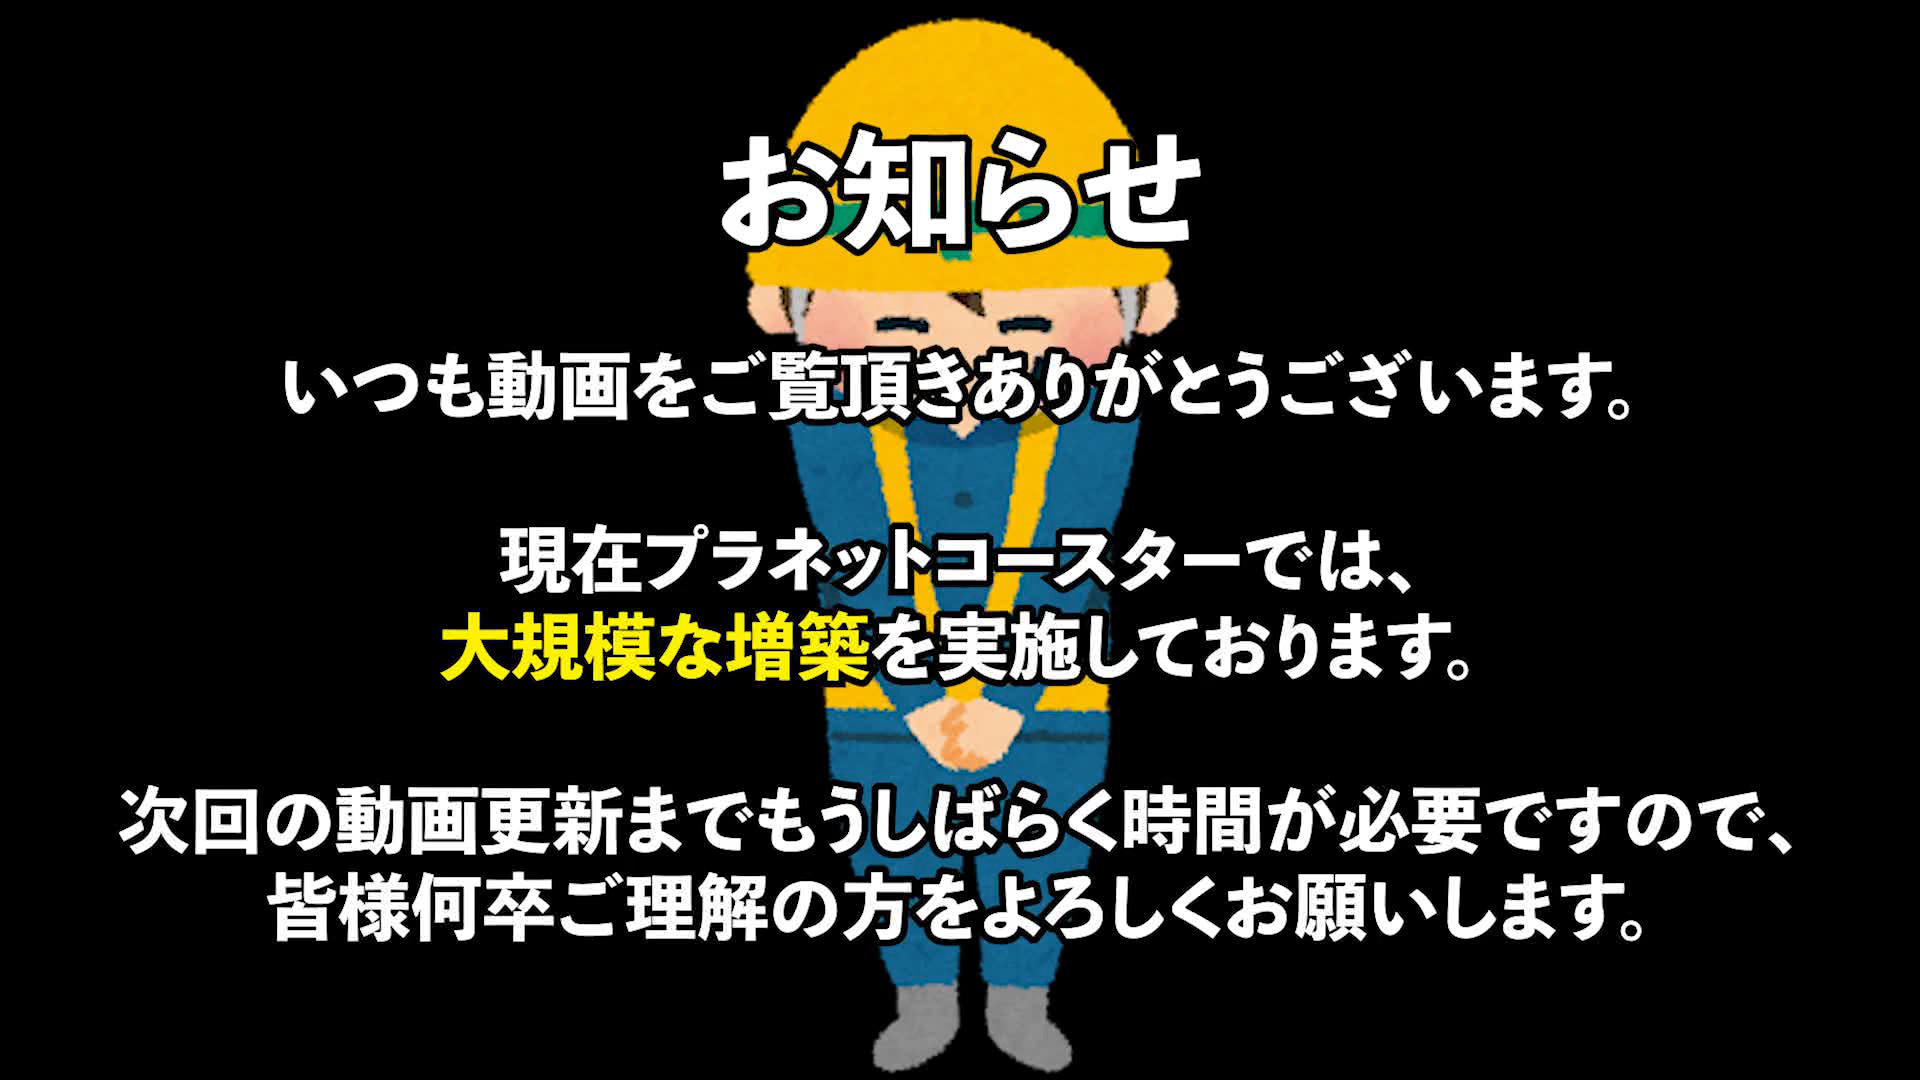 お知らせ
いつも動画をご覧頂きありがとうございます。
現在プラネットコースターでは、
大規模な増築を実施しております。
次回の動画更新までもうしばらく時間が必要ですので、
皆様何卒ご理解の方をよろしくお願いします。